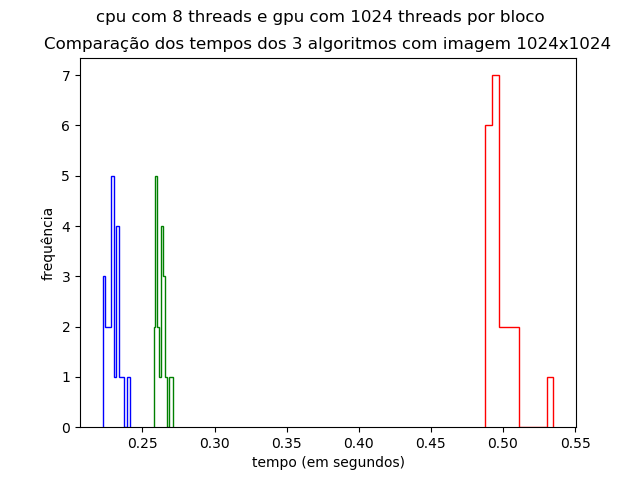 cpu com 8 threads e gpu com 1024 threads por bloco
Comparação dos tempos dos 3 algoritmos com imagem 1024x1024
7
6
5
4
3
2
1
0
frequência
0.25 0.30 0.35 0.40 0.45 0.50 0.55
tempo (em segundos)